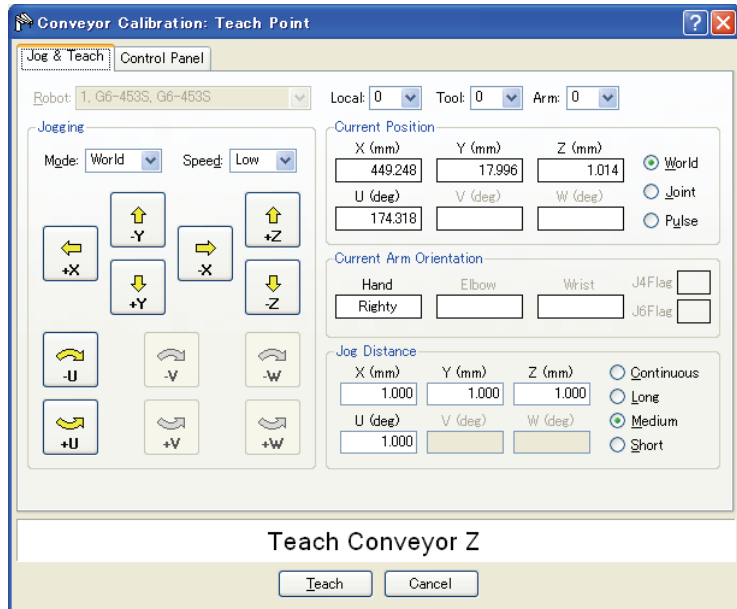 Conveyor Calibration: Teach Point
Jog & Teach Control Panel
Robot: 1, G6-453S, G6-453S Local: 0 Tool: 0 Arm: 0
Jogging
Mode: World Speed: Low
-Y +Z
+X -X
+Y -Z
-U -V -W
+U +V +W
Current Position
X (mm) Y (mm) Z (mm)
449.248 17.996 1.014
U (deg) V (deg) W (deg)
174.318
World
Joint
Pulse
Current Arm Orientation
Hand Elbow Wrist J4Flag
Righty J6Flag
Jog Distance
X (mm) Y (mm) Z (mm)
1.000 1.000 1.000
U (deg) V (deg) W (deg)
1.000
Continuous
Long
Medium
Short
Teach Conveyor Z
Teach Cancel